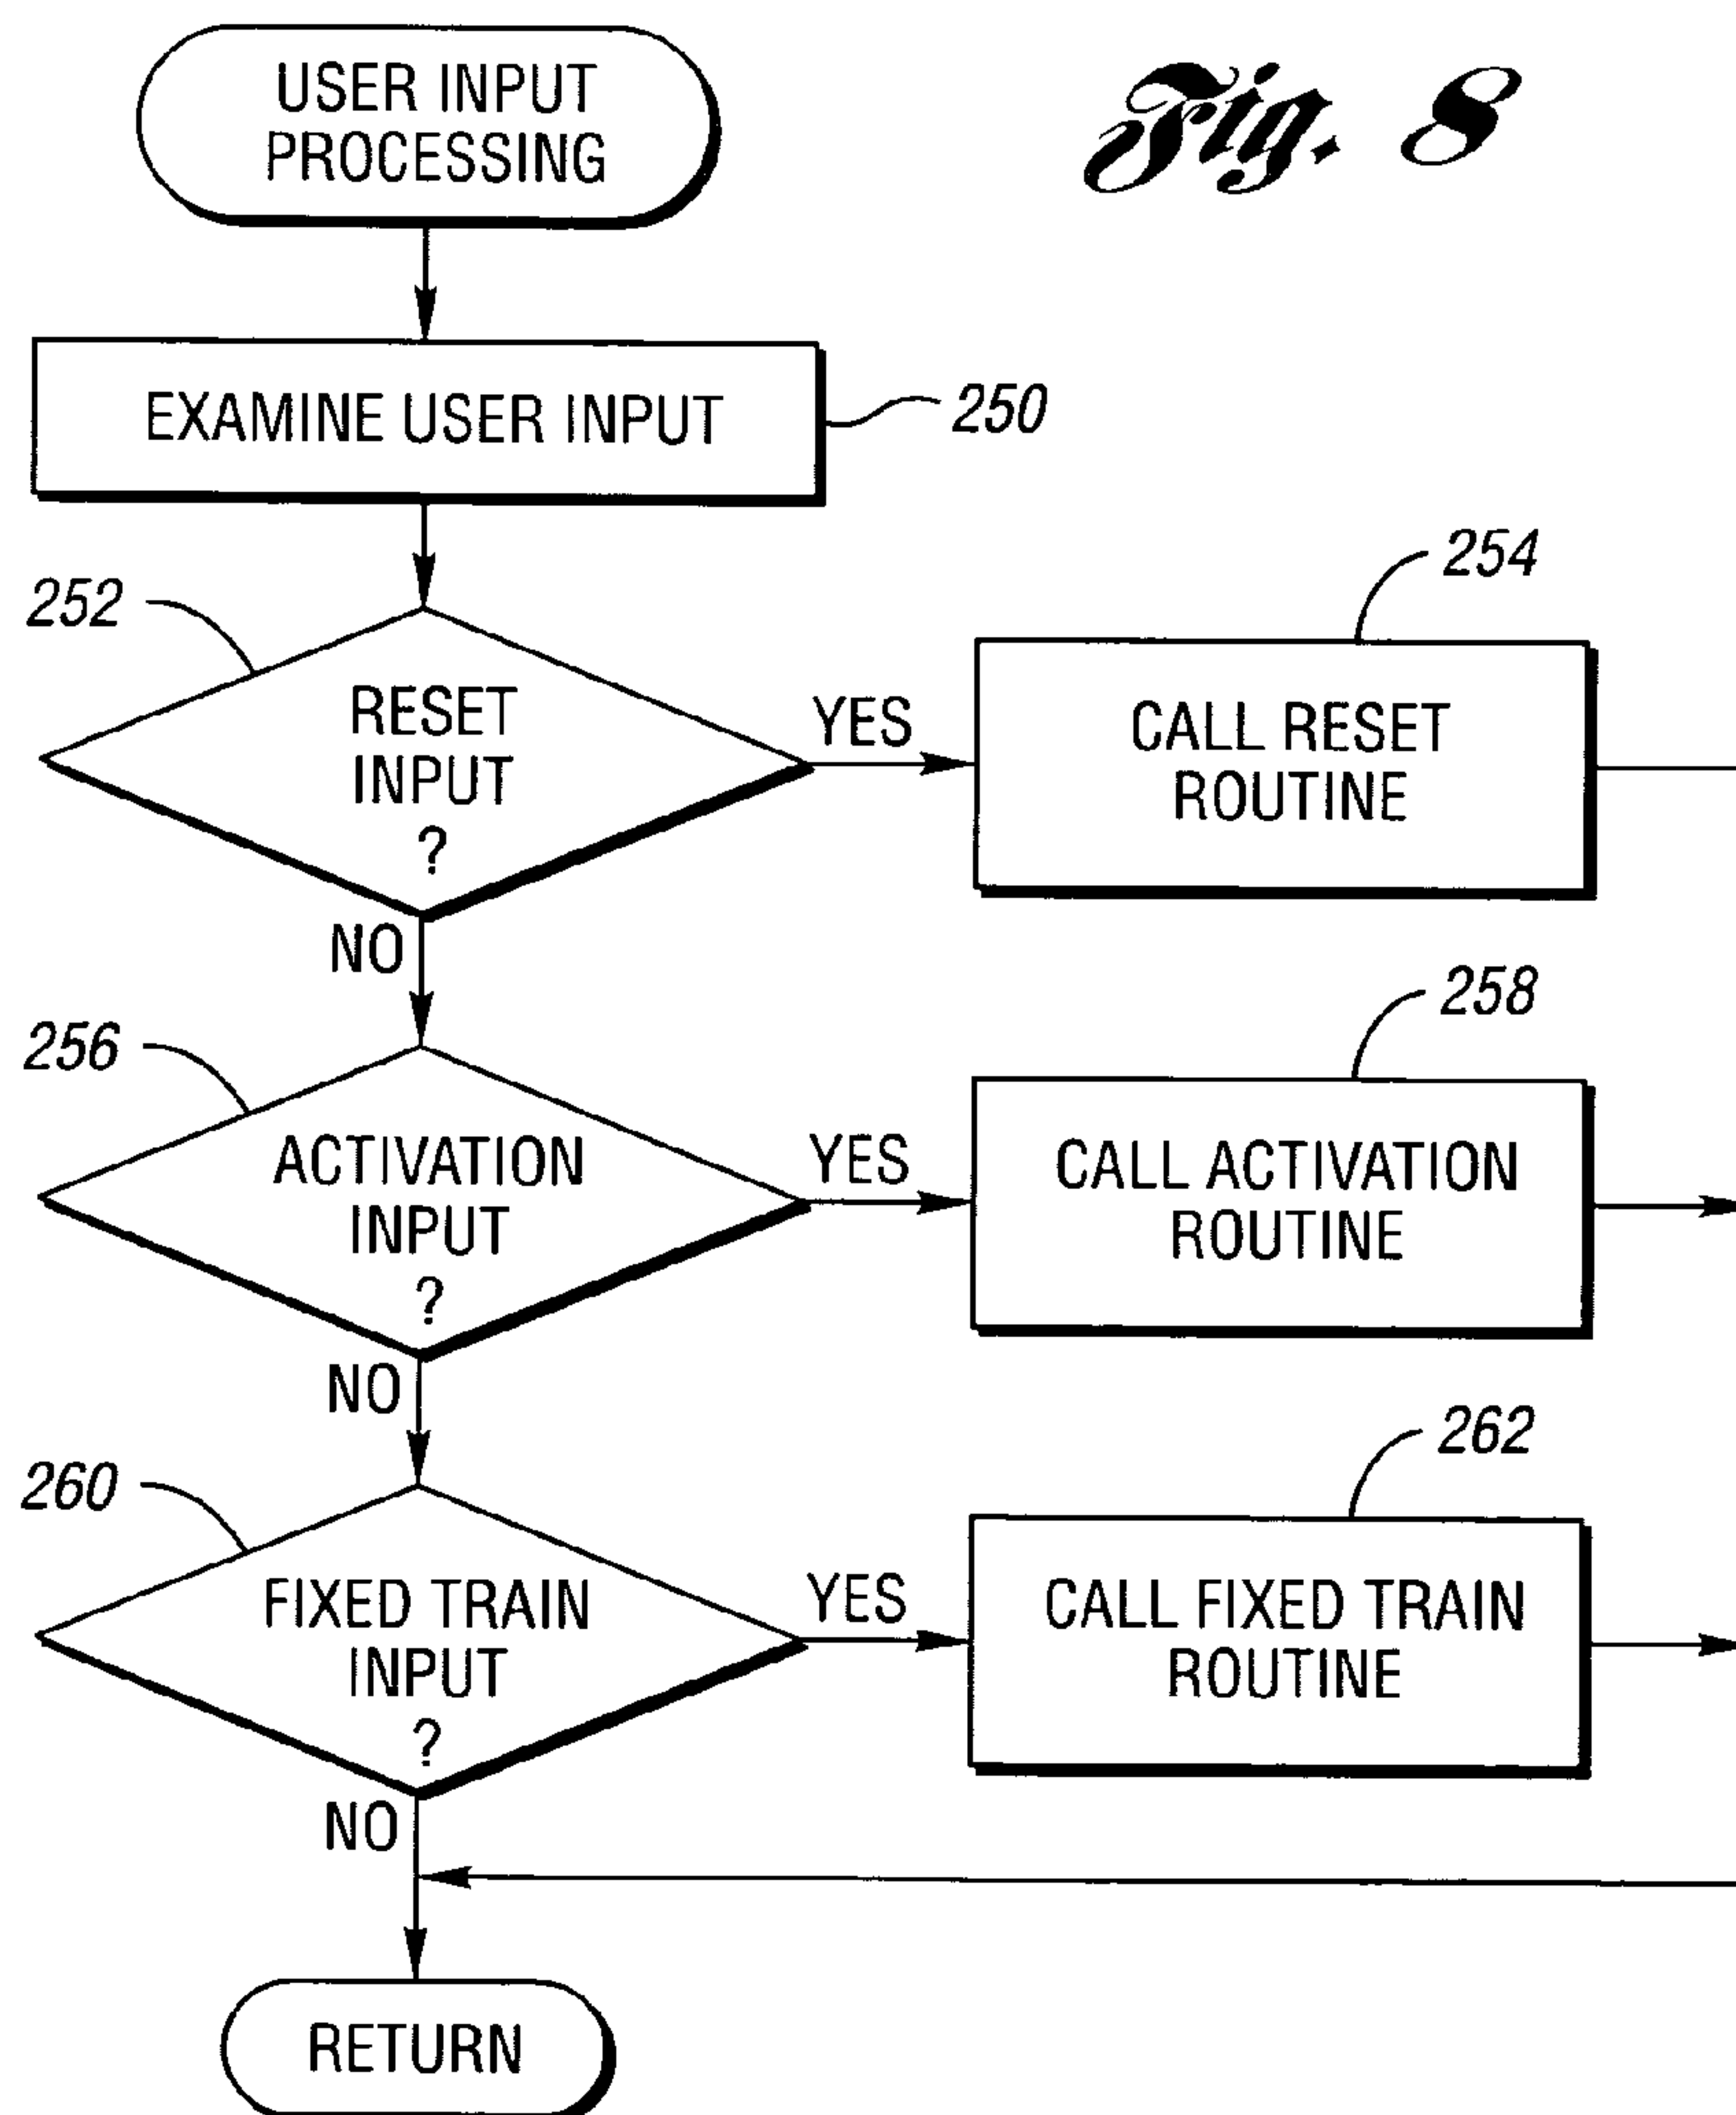 Fig. 8
USER INPUT
PROCESSING
EXAMINE USER INPUT
250
252
RESET
INPUT
?
YES
254
CALL RESET
ROUTINE
NO
256
ACTIVATION
INPUT
?
YES
258
CALL ACTIVATION
ROUTINE
NO
260
FIXED TRAIN
INPUT
?
YES
262
CALL FIXED TRAIN
ROUTINE
NO
RETURN